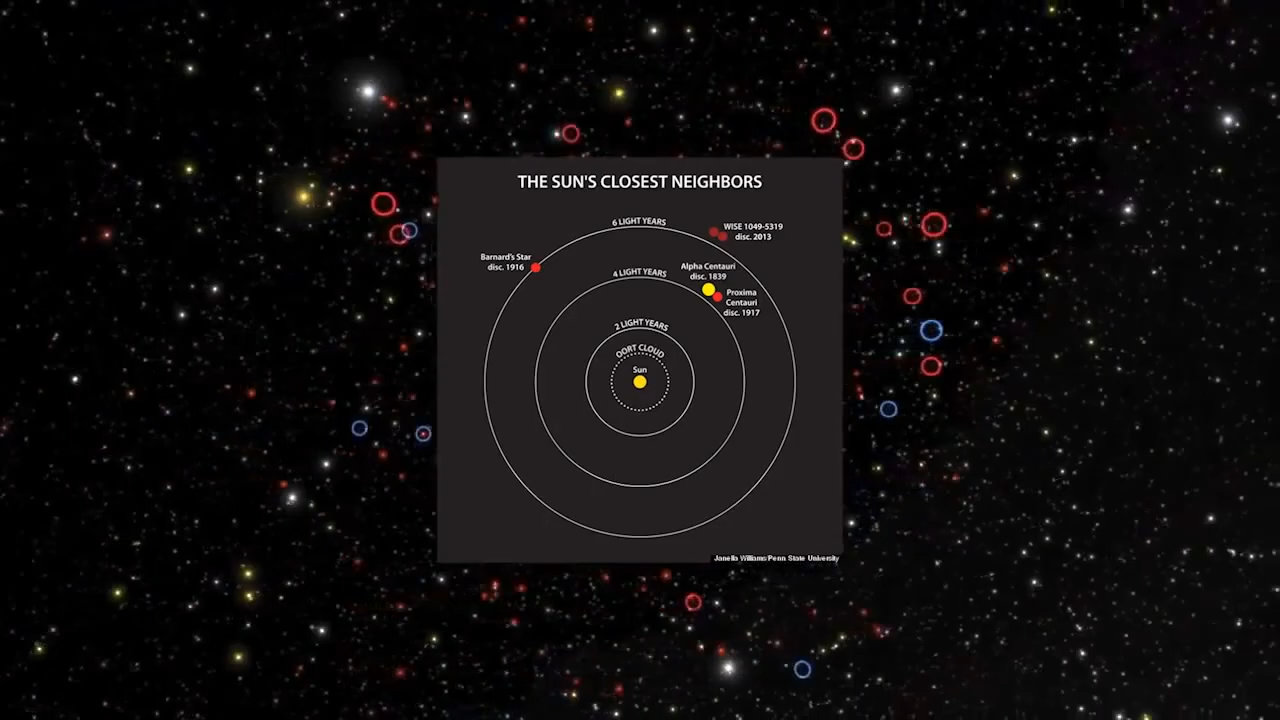 THE SUN'S CLOSEST NEIGHBORS
6 LIGHT YEARS
WISE 1049-5319
disc. 2013
Barnard's Star
disc. 1916
Alpha Centauri
disc. 1839
4 LIGHT YEARS
Proxima
Centauri
disc. 1917
2 LIGHT YEARS
OORT CLOUD
Sun
Janella Williams/Penn State University